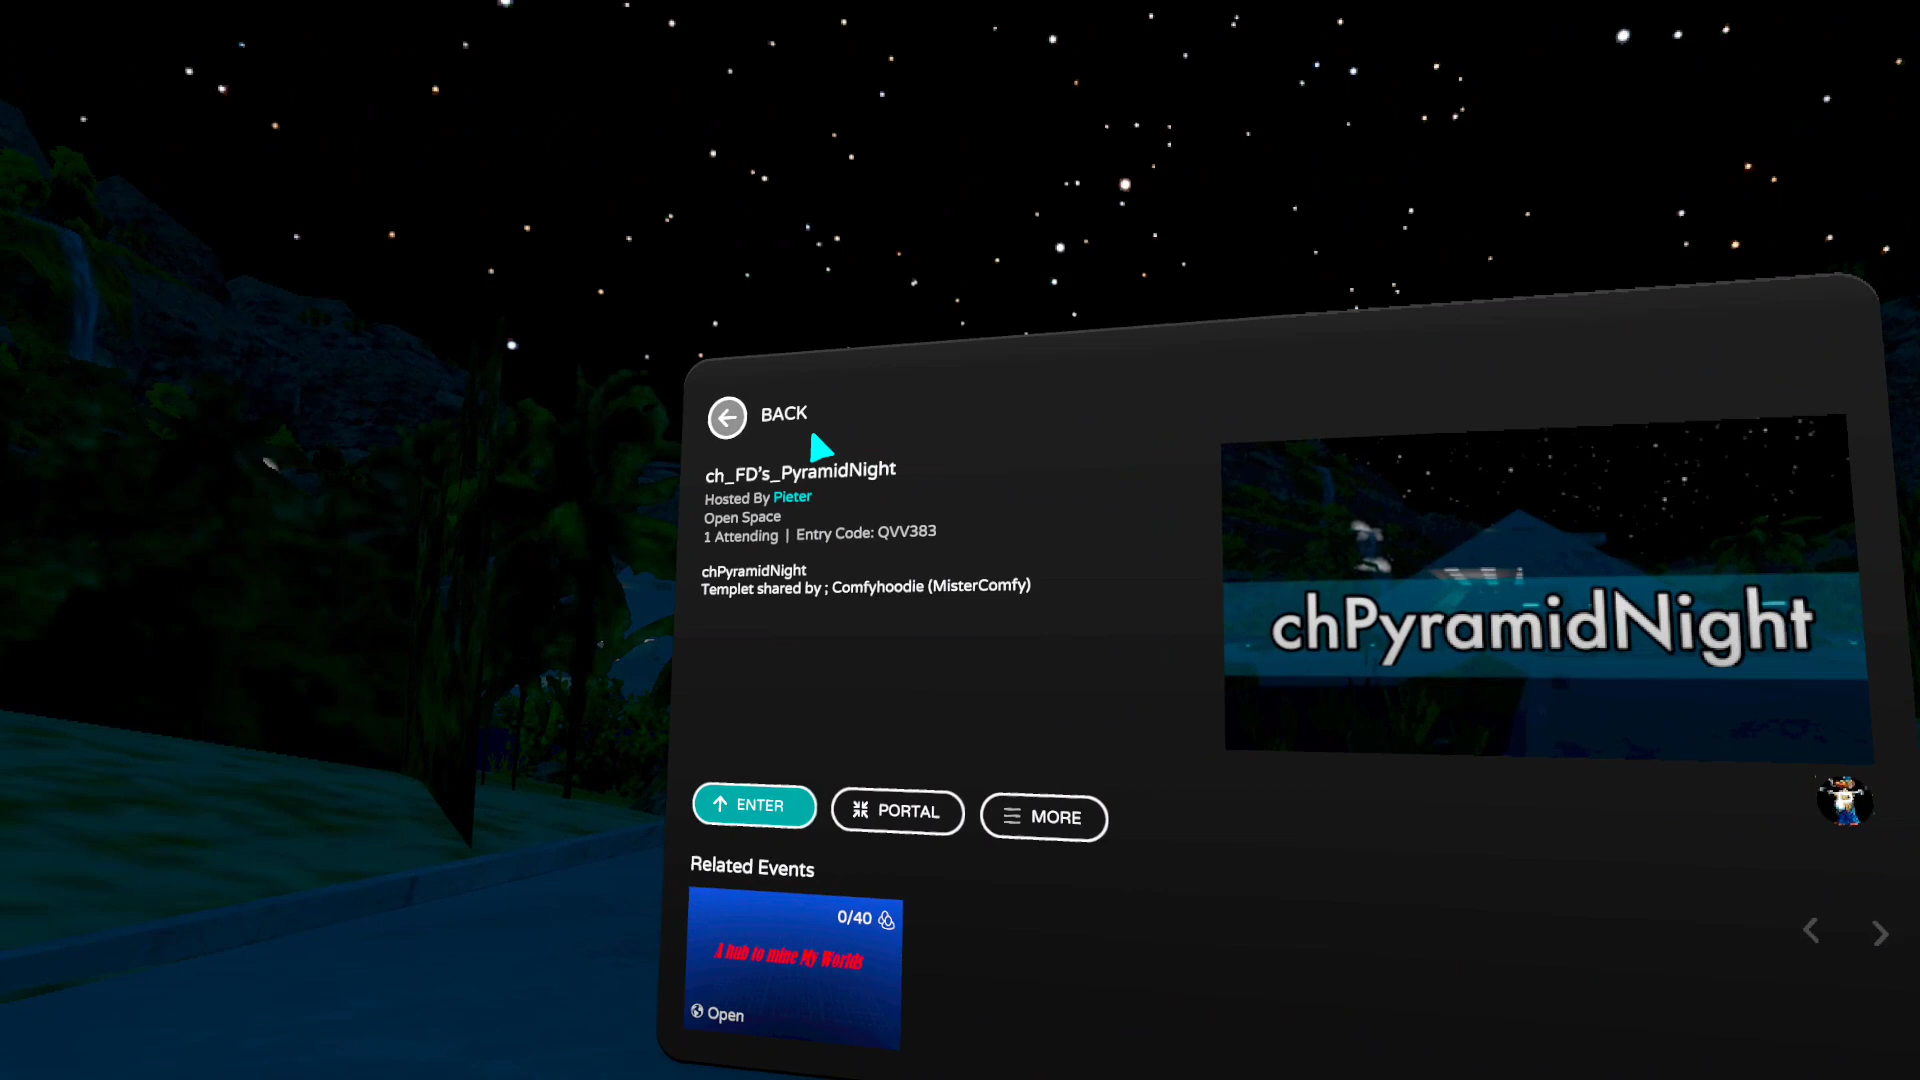 BACK
ch_FD's_PyramidNight
Hosted By Pieter
Open Space
1 Attending | Entry Code: QVV383
chPyramidNight
Templet shared by ; Comfyhoodie (MisterComfy)
chPyramidNight
ENTER
PORTAL
MORE
Related Events
0/40
A hub to mine My Worlds
Open